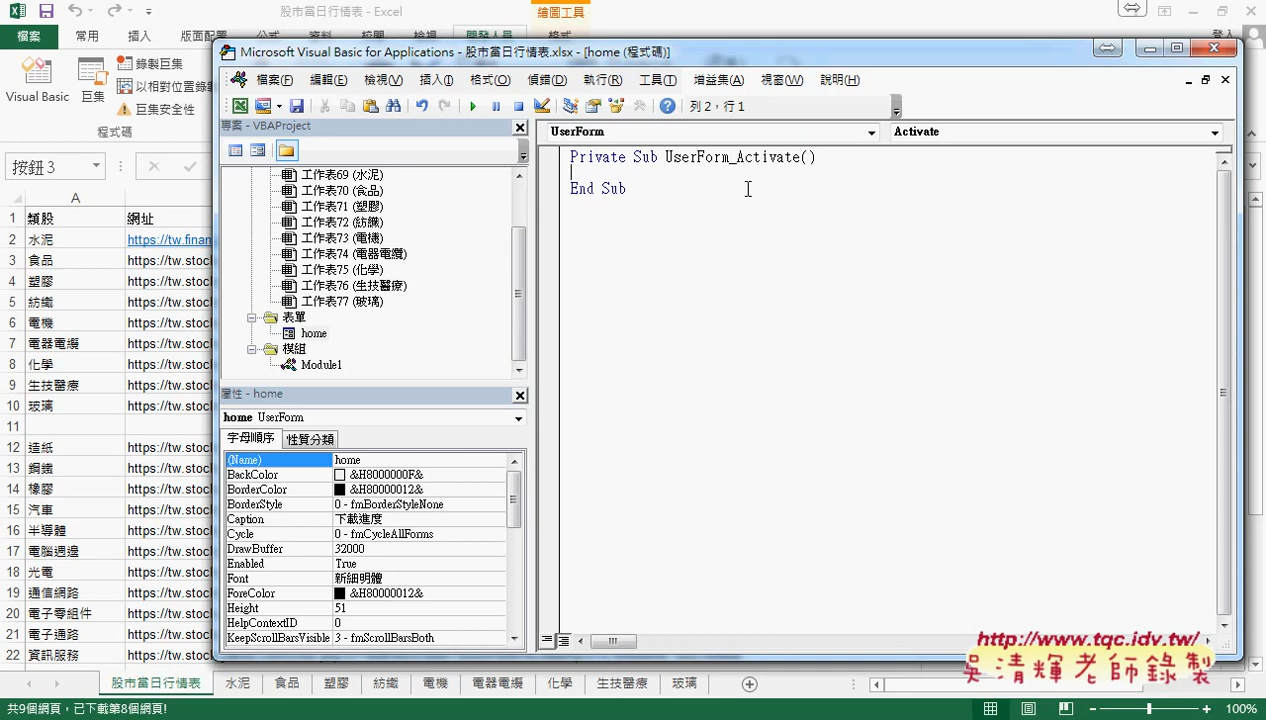 股市當日行情表 - Excel
繪圖工具
檔案
常用
插入
版面配置
公式
資料
校閱
檢視
開發人員
格式
登入
Visual Basic
巨集
錄製巨集
以相對位置錄製
巨集安全性
程式碼
按鈕 3
Microsoft Visual Basic for Applications - 股市當日行情表.xlsx - [home (程式碼)]
檔案(F)
編輯(E)
檢視(V)
插入(I)
格式(O)
偵錯(D)
執行(R)
工具(T)
增益集(A)
視窗(W)
說明(H)
列 2，行 1
專案 - VBAProject
工作表69 (水泥)
工作表70 (食品)
工作表71 (塑膠)
工作表72 (紡織)
工作表73 (電機)
工作表74 (電器電纜)
工作表75 (化學)
工作表76 (生技醫療)
工作表77 (玻璃)
表單
home
模組
Module1
屬性 - home
home UserForm
字母順序
性質分類
(Name) home
BackColor &H8000000F&
BorderColor &H80000012&
BorderStyle 0 - fmBorderStyleNone
Caption 下載進度
Cycle 0 - fmCycleAllForms
DrawBuffer 32000
Enabled True
Font 新細明體
ForeColor &H80000012&
Height 51
HelpContextID 0
KeepScrollBarsVisible 3 - fmScrollBarsBoth
UserForm
Activate
Private Sub UserForm_Activate()
End Sub
A
1 類股 網址
2 水泥 https://tw.finan
3 食品 https://tw.stoc
4 塑膠 https://tw.stoc
5 紡織 https://tw.stoc
6 電機 https://tw.stoc
7 電器電纜 https://tw.stoc
8 化學 https://tw.stoc
9 生技醫療 https://tw.stoc
10 玻璃 https://tw.stoc
11
12 造紙 https://tw.stoc
13 鋼鐵 https://tw.stoc
14 橡膠 https://tw.stoc
15 汽車 https://tw.stoc
16 半導體 https://tw.stoc
17 電腦週邊 https://tw.stoc
18 光電 https://tw.stoc
19 通信網路 https://tw.stoc
20 電子零組件 https://tw.stoc
21 電子通路 https://tw.stoc
22 資訊服務 https://tw.stoc
http://www.tqc.idv.tw/
吳清輝老師錄製
股市當日行情表
水泥
食品
塑膠
紡織
電機
電器電纜
化學
生技醫療
玻璃
共9個網頁，已下載第8個網頁!
100%